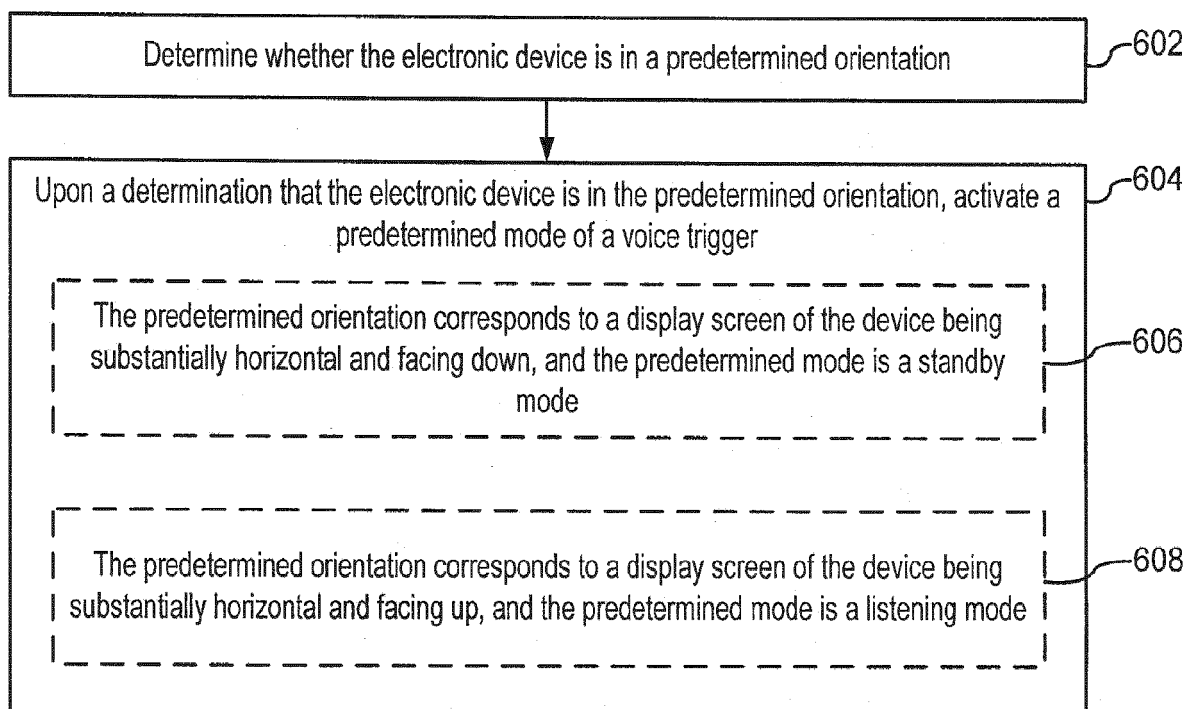 Determine whether the electronic device is in a predetermined orientation
602
Upon a determination that the electronic device is in the predetermined orientation, activate a
predetermined mode of a voice trigger
604
The predetermined orientation corresponds to a display screen of the device being
substantially horizontal and facing down, and the predetermined mode is a standby
mode
606
The predetermined orientation corresponds to a display screen of the device being
substantially horizontal and facing up, and the predetermined mode is a listening mode
608